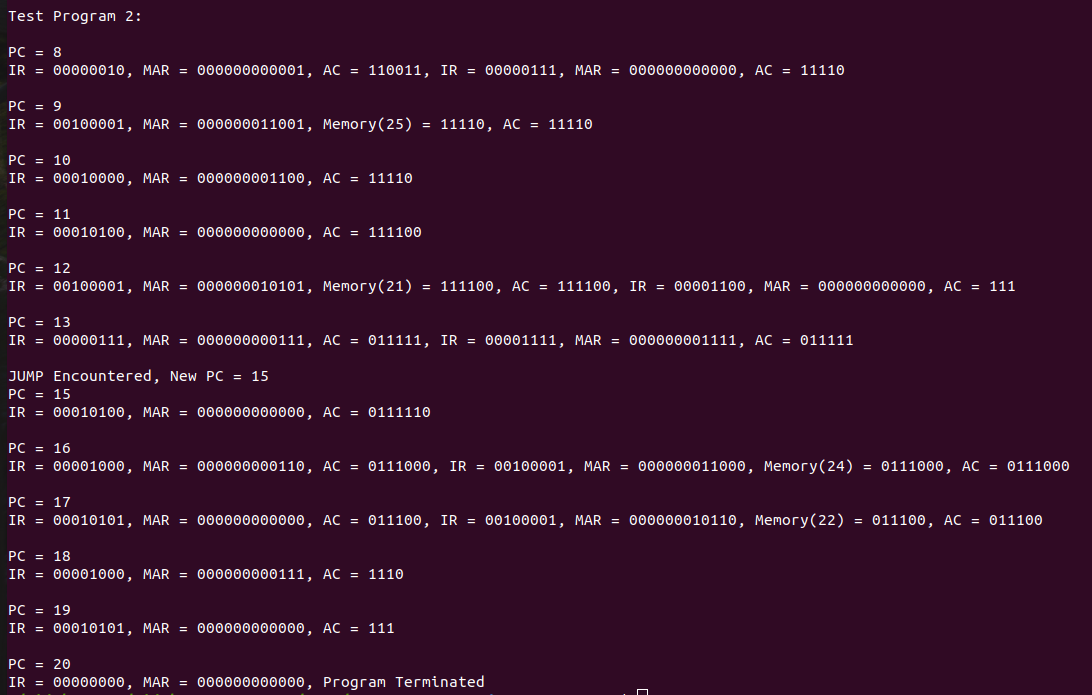 Test Program 2:
PC = 8
IR = 00000010, MAR = 000000000001, AC = 110011, IR = 00000111, MAR = 000000000000, AC = 11110
PC = 9
IR = 00100001, MAR = 000000011001, Memory(25) = 11110, AC = 11110
PC = 10
IR = 00010000, MAR = 000000001100, AC = 11110
PC = 11
IR = 00010100, MAR = 000000000000, AC = 111100
PC = 12
IR = 00100001, MAR = 000000010101, Memory(21) = 111100, AC = 111100, IR = 00001100, MAR = 000000000000, AC = 111
PC = 13
IR = 00000111, MAR = 000000000111, AC = 011111, IR = 00001111, MAR = 000000001111, AC = 011111
JUMP Encountered, New PC = 15
PC = 15
IR = 00010100, MAR = 000000000000, AC = 0111110
PC = 16
IR = 00001000, MAR = 000000000110, AC = 0111000, IR = 00100001, MAR = 000000011000, Memory(24) = 0111000, AC = 0111000
PC = 17
IR = 00010101, MAR = 000000000000, AC = 011100, IR = 00100001, MAR = 000000010110, Memory(22) = 011100, AC = 011100
PC = 18
IR = 00001000, MAR = 000000000111, AC = 1110
PC = 19
IR = 00010101, MAR = 000000000000, AC = 111
PC = 20
IR = 00000000, MAR = 000000000000, Program Terminated